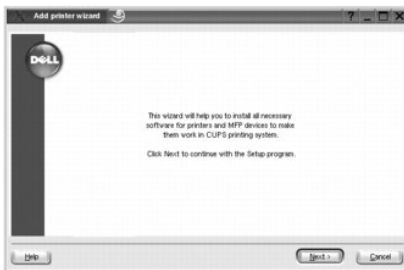 Add printer wizard
DELL
This wizard will help you to install all necessary
software for printers and MFP devices to make
them work in CUPS printing system.
Click Next to continue with the Setup program.
Help
Next >
Cancel